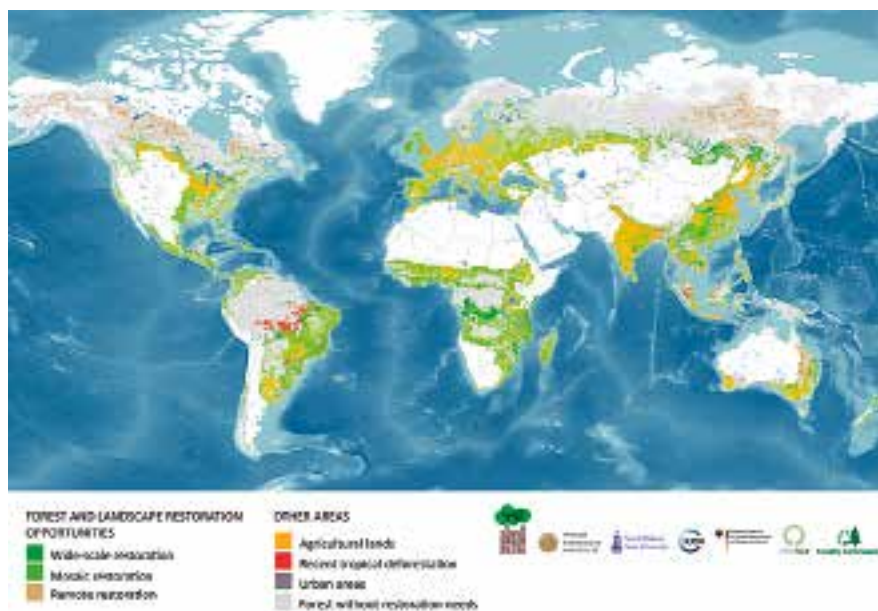 FOREST AND LANDSCAPE RESTORATION
OPPORTUNITIES
Wide-scale restoration
Mosaic restoration
Remote restoration
OTHER AREAS
Agricultural lands
Recent tropical deforestation
Urban areas
Forest without restoration needs